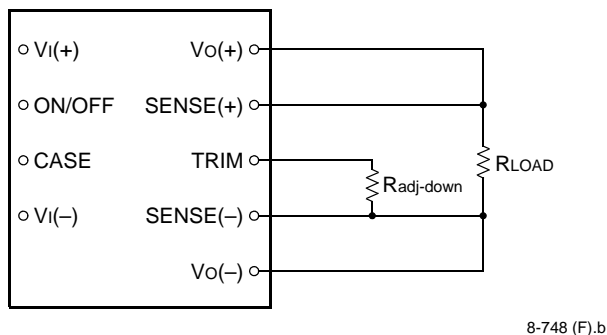 VI(+) VO(+)
ON/OFF SENSE(+)
CASE TRIM
RLOAD
Radj-down
VI(–) SENSE(–)
VO(–)
8-748 (F).b